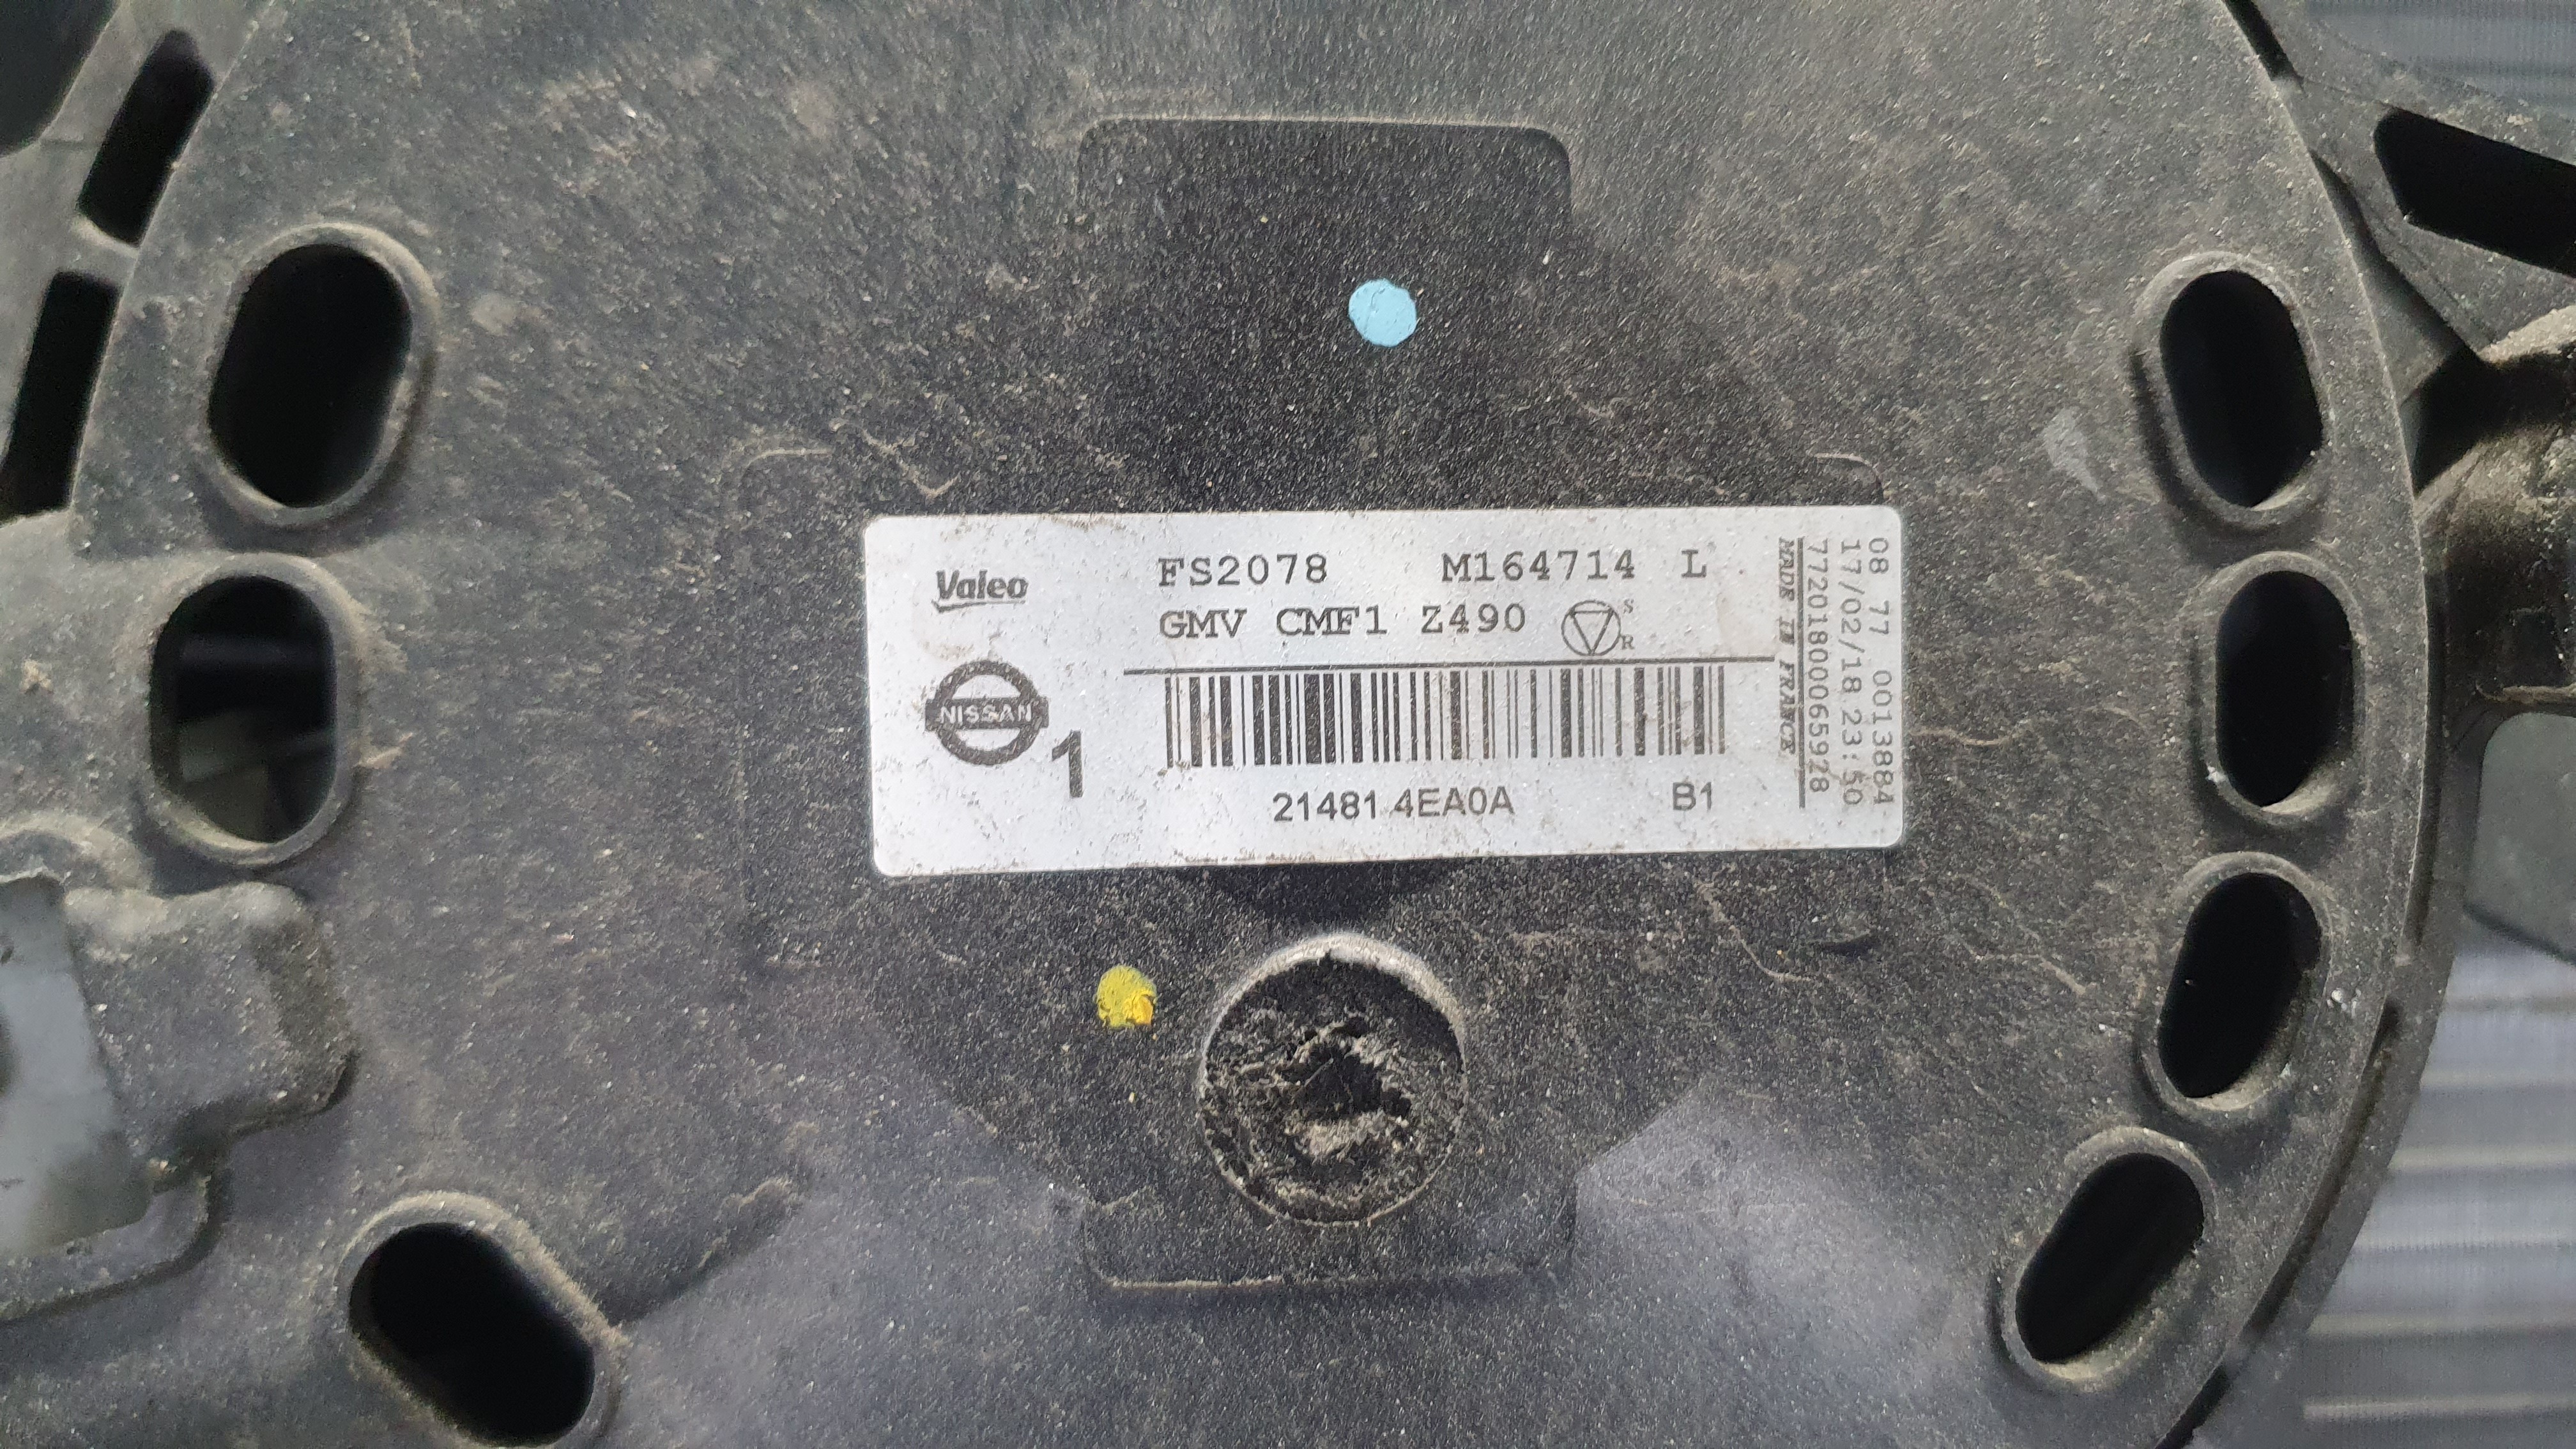 Valeo
FS2078 M164714 L
GMV CMF1 Z490
S
R
NISSAN
1
21481 4EA0A B1
MADE IN FRANCE
77201800065928
17/02/18 23:50
08 77 0013884